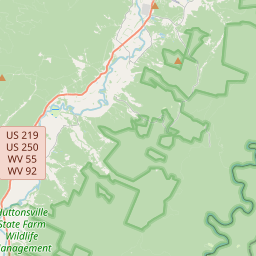 US 219
US 250
WV 55
WV 92
Huttonsville
State Farm
Wildlife
Management